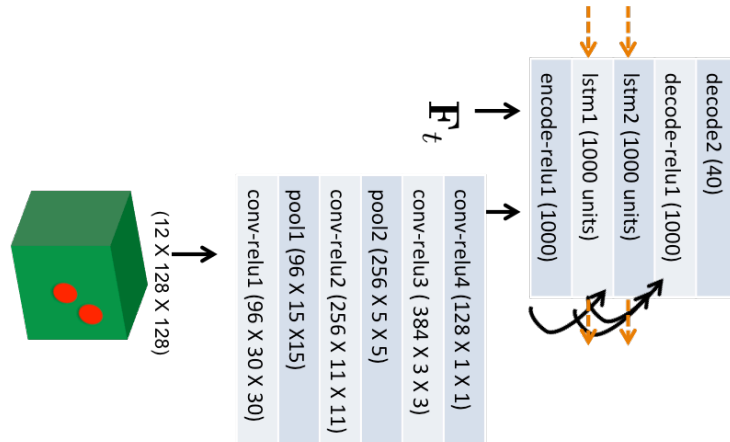 (12 X 128 X 128)
conv-relu1 (96 X 30 X 30)
pool1 (96 X 15 X15)
conv-relu2 (256 X 11 X 11)
pool2 (256 X 5 X 5)
conv-relu3 ( 384 X 3 X 3)
conv-relu4 (128 X 1 X 1)
F_t
encode-relu1 (1000)
lstm1 (1000 units)
lstm2 (1000 units)
decode-relu1 (1000)
decode2 (40)